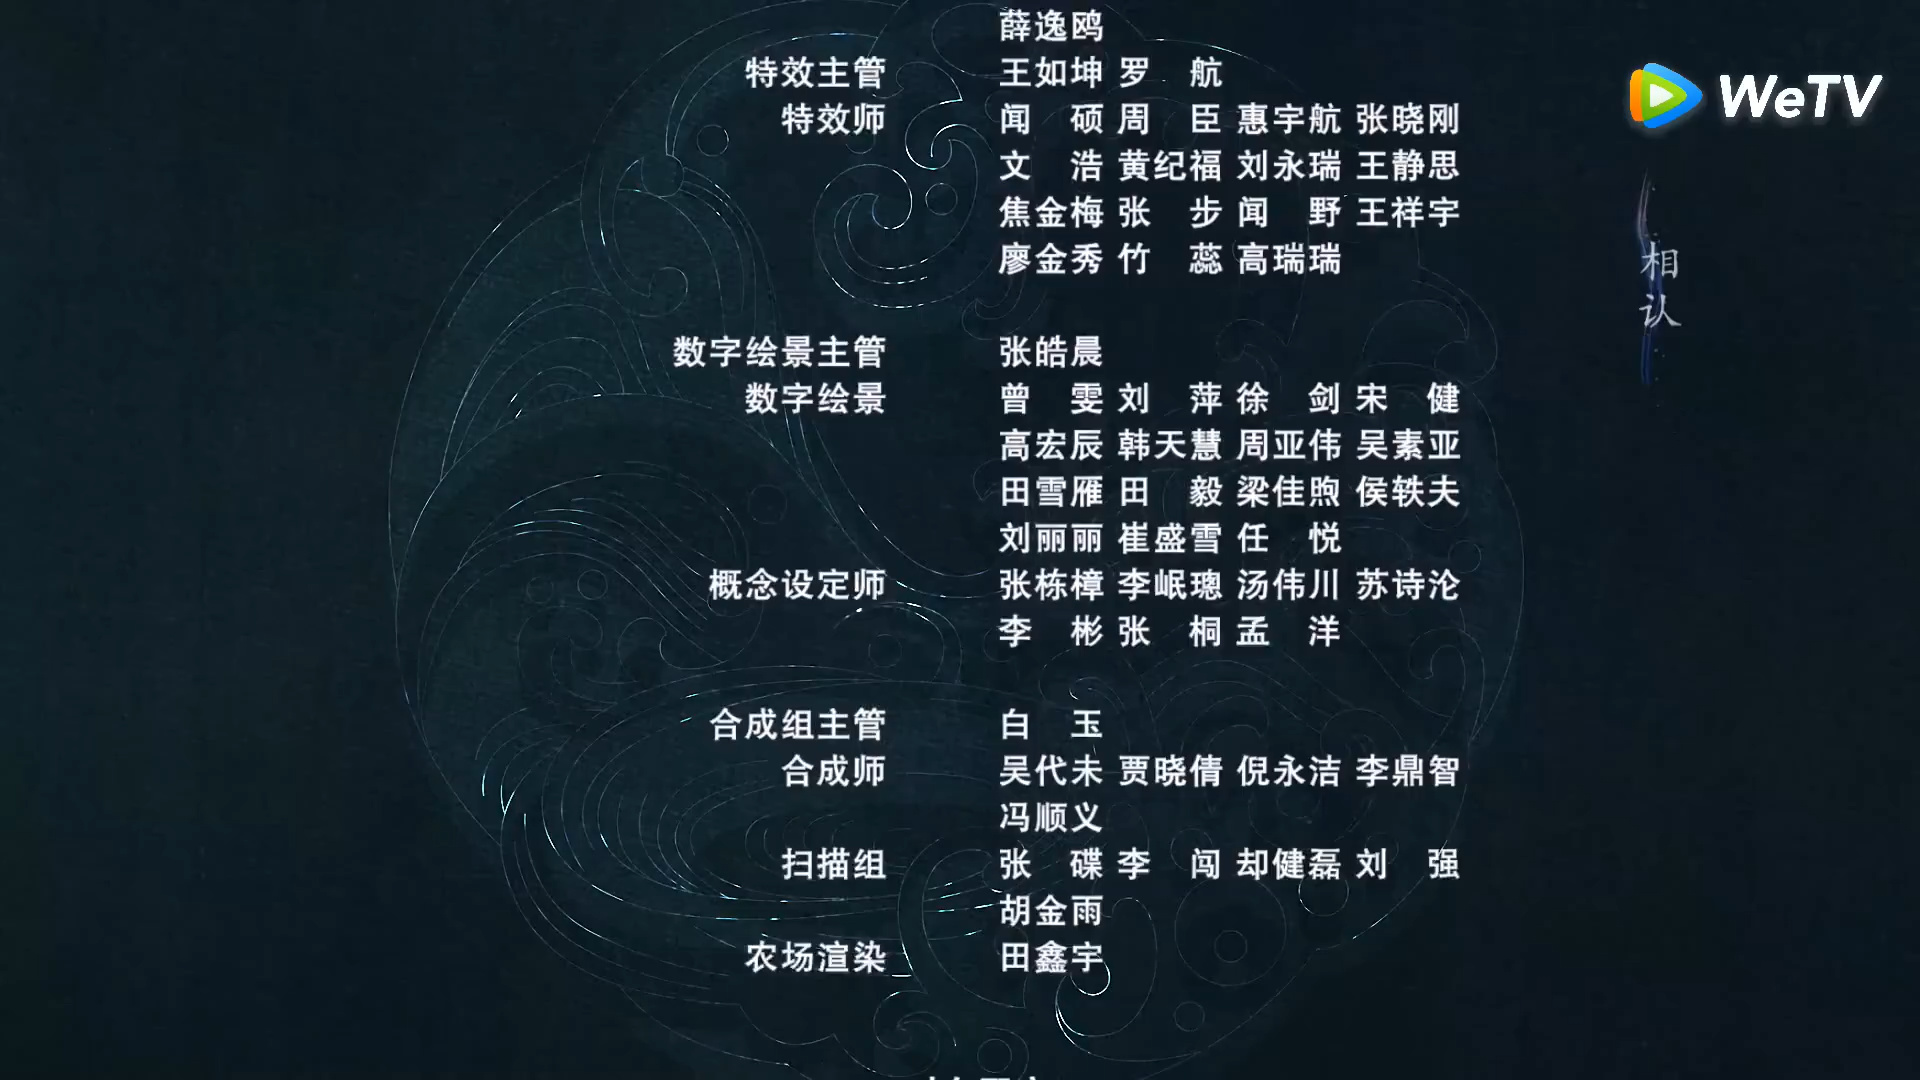 薛逸鸥
特效主管 王如坤 罗 航
特效师 闻 硕 周 臣 惠宇航 张晓刚
文 浩 黄纪福 刘永瑞 王静思
焦金梅 张 步 闻 野 王祥宇
廖金秀 竹 蕊 高瑞瑞
数字绘景主管 张皓晨
数字绘景 曾 雯 刘 萍 徐 剑 宋 健
高宏辰 韩天慧 周亚伟 吴素亚
田雪雁 田 毅 梁佳煦 侯轶夫
刘丽丽 崔盛雪 任 悦
概念设定师 张栋樟 李岷璁 汤伟川 苏诗沦
李 彬 张 桐 孟 洋
合成组主管 白 玉
合成师 吴代未 贾晓倩 倪永洁 李鼎智
冯顺义
扫描组 张 碟 李 闯 却健磊 刘 强
胡金雨
农场渲染 田鑫宇
WeTV
相认